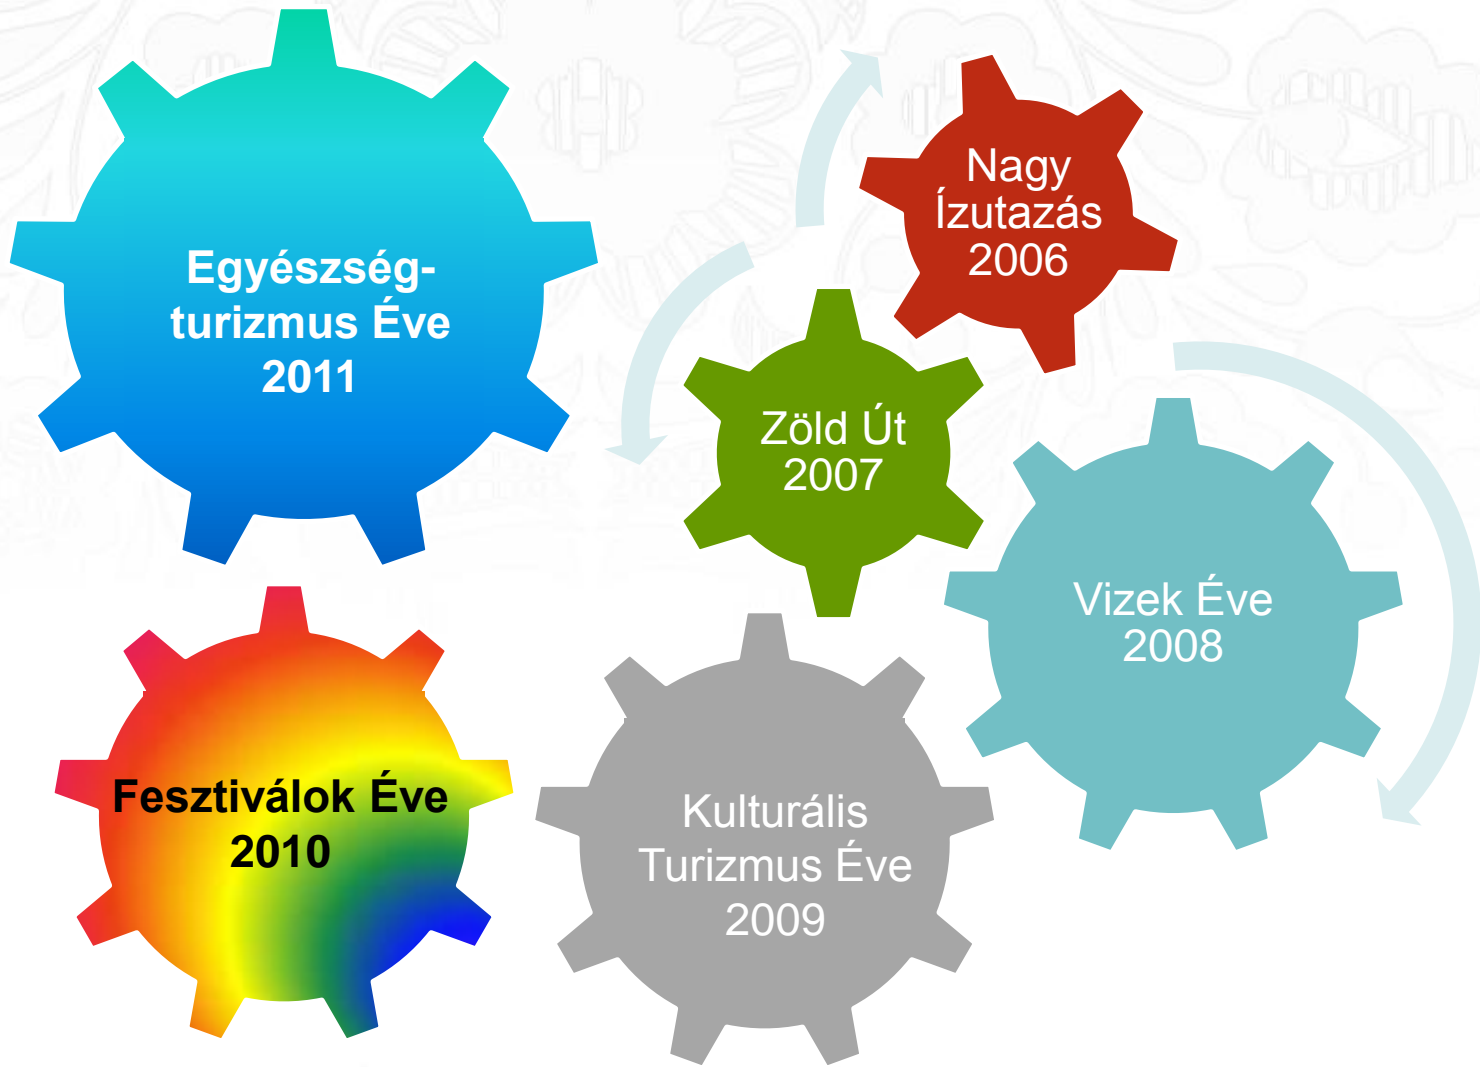 Egyészség-
turizmus Éve
2011
Nagy
Ízutazás
2006
Zöld Út
2007
Vizek Éve
2008
Fesztiválok Éve
2010
Kulturális
Turizmus Éve
2009